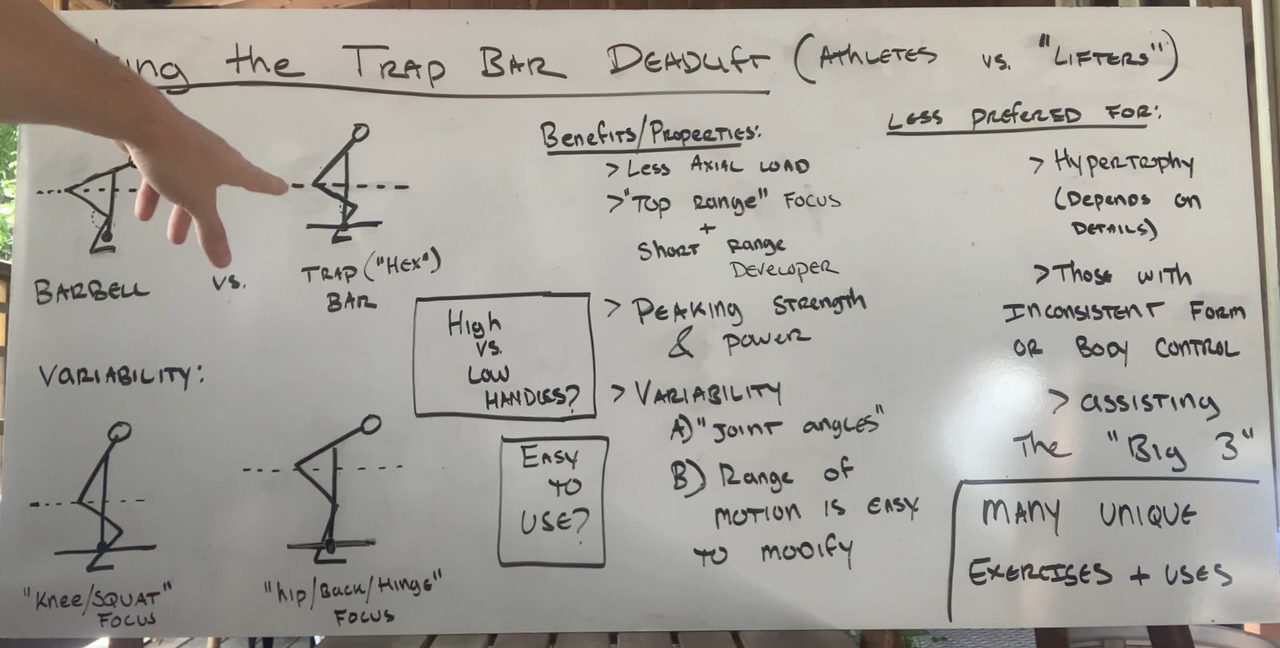 the TRAP BAR DEADLIFT (ATHLETES vs. "LIFTERS")
BARBELL
vs.
TRAP ("HEX")
BAR
VARIABILITY:
"Knee/SQUAT"
FOCUS
"hip/Back/Hinge"
FOCUS
High
vs.
LOW
HANDLES?
EASY
TO
USE?
Benefits/Properties:
> Less AXIAL LOAD
> "TOP Range" FOCUS
+
SHORT Range
DEVELOPER
> PEAKING STRENGTH
& POWER
> VARIABILITY
A) "JOINT angles"
B) Range of
MOTION IS EASY
TO MODIFY
LESS PREFERED FOR:
> HYPERTROPHY
(Depends on
DETAILS)
> Those WITH
INCONSISTENT FORM
OR BODY CONTROL
> assisting
The "Big 3"
MANY UNIQUE
EXERCISES + USES